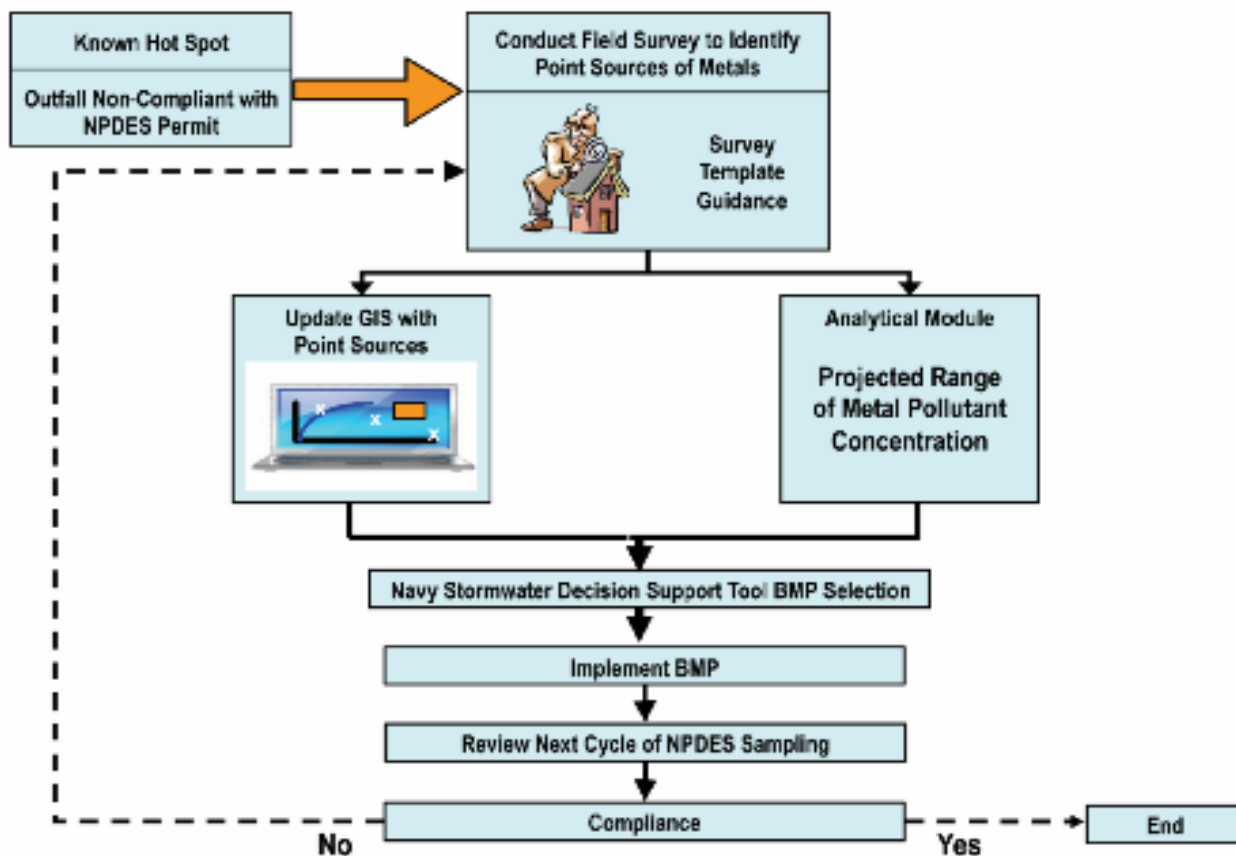 Known Hot Spot
Outfall Non-Compliant with
NPDES Permit
Conduct Field Survey to Identify
Point Sources of Metals
Survey
Template
Guidance
Update GIS with
Point Sources
X
X
X
Analytical Module
Projected Range
of Metal Pollutant
Concentration
Navy Stormwater Decision Support Tool BMP Selection
Implement BMP
Review Next Cycle of NPDES Sampling
Compliance
No
Yes
End